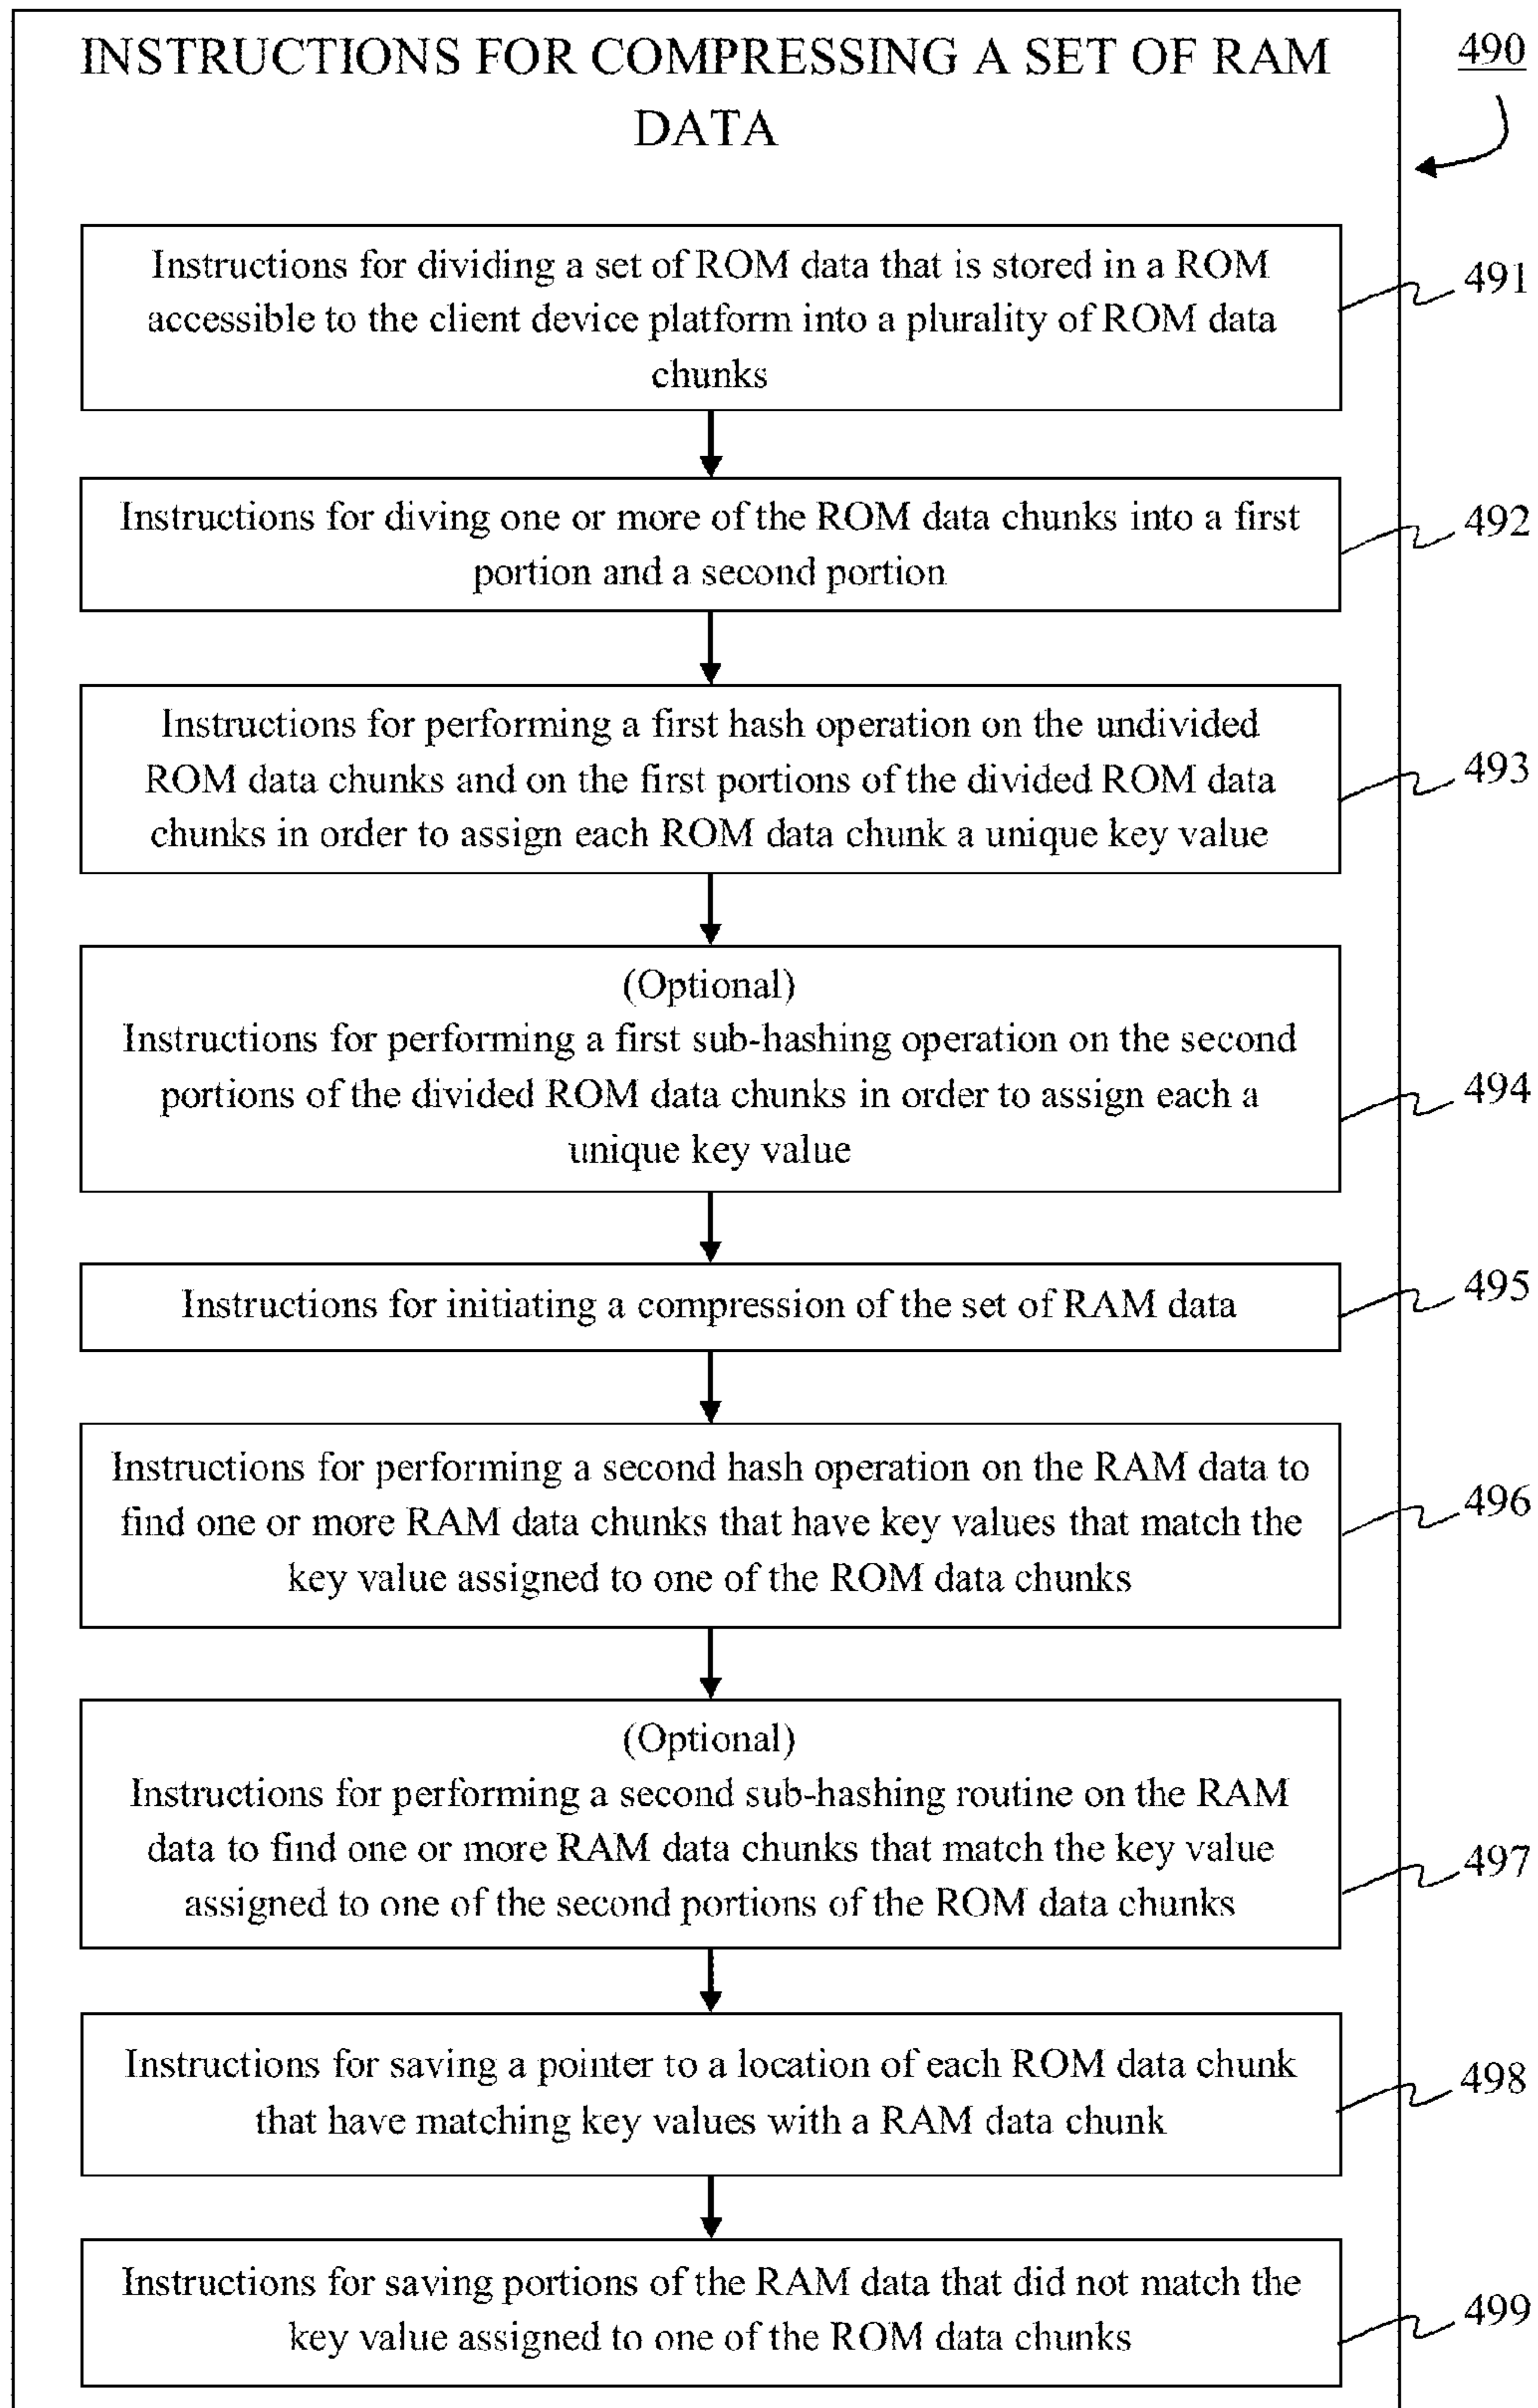 INSTRUCTIONS FOR COMPRESSING A SET OF RAM
DATA
490
Instructions for dividing a set of ROM data that is stored in a ROM
accessible to the client device platform into a plurality of ROM data
chunks
491
Instructions for diving one or more of the ROM data chunks into a first
portion and a second portion
492
Instructions for performing a first hash operation on the undivided
ROM data chunks and on the first portions of the divided ROM data
chunks in order to assign each ROM data chunk a unique key value
493
(Optional)
Instructions for performing a first sub-hashing operation on the second
portions of the divided ROM data chunks in order to assign each a
unique key value
494
Instructions for initiating a compression of the set of RAM data
495
Instructions for performing a second hash operation on the RAM data to
find one or more RAM data chunks that have key values that match the
key value assigned to one of the ROM data chunks
496
(Optional)
Instructions for performing a second sub-hashing routine on the RAM
data to find one or more RAM data chunks that match the key value
assigned to one of the second portions of the ROM data chunks
497
Instructions for saving a pointer to a location of each ROM data chunk
that have matching key values with a RAM data chunk
498
Instructions for saving portions of the RAM data that did not match the
key value assigned to one of the ROM data chunks
499